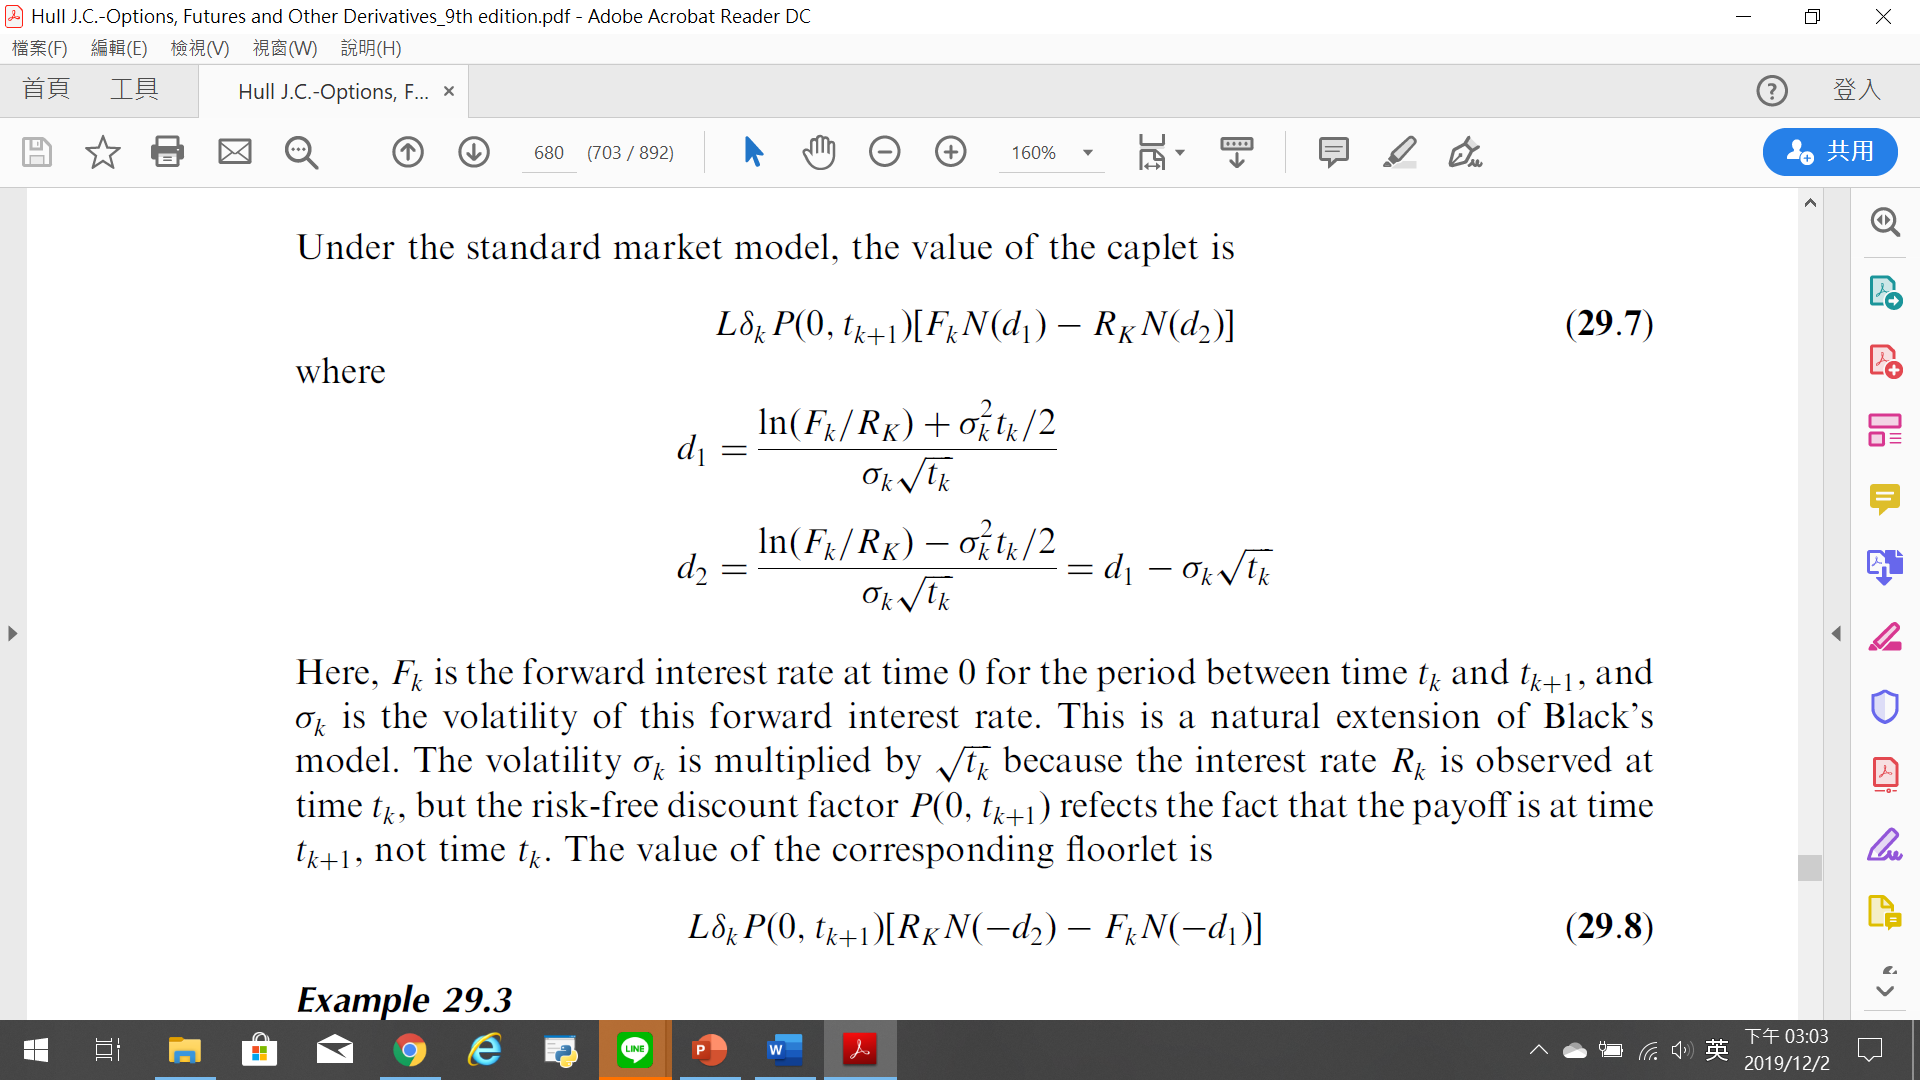 Hull J.C.-Options, Futures and Other Derivatives_9th edition.pdf - Adobe Acrobat Reader DC
檔案(F) 編輯(E) 檢視(V) 視窗(W) 說明(H)
首頁 工具 Hull J.C.-Options, F... × ? 登入
680 (703 / 892) 160% 共用
Under the standard market model, the value of the caplet is
Lδ_k P(0, t_{k+1})[F_k N(d_1) − R_K N(d_2)] (29.7)
where
d_1 = \frac{ln(F_k/R_K) + σ_k^2 t_k/2}{σ_k√t_k}
d_2 = \frac{ln(F_k/R_K) − σ_k^2 t_k/2}{σ_k√t_k} = d_1 − σ_k√t_k
Here, F_k is the forward interest rate at time 0 for the period between time t_k and t_{k+1}, and
σ_k is the volatility of this forward interest rate. This is a natural extension of Black's
model. The volatility σ_k is multiplied by √t_k because the interest rate R_k is observed at
time t_k, but the risk-free discount factor P(0, t_{k+1}) refects the fact that the payoff is at time
t_{k+1}, not time t_k. The value of the corresponding floorlet is
Lδ_k P(0, t_{k+1})[R_K N(−d_2) − F_k N(−d_1)] (29.8)
Example 29.3
LINE P W 英 下午 03:03
2019/12/2